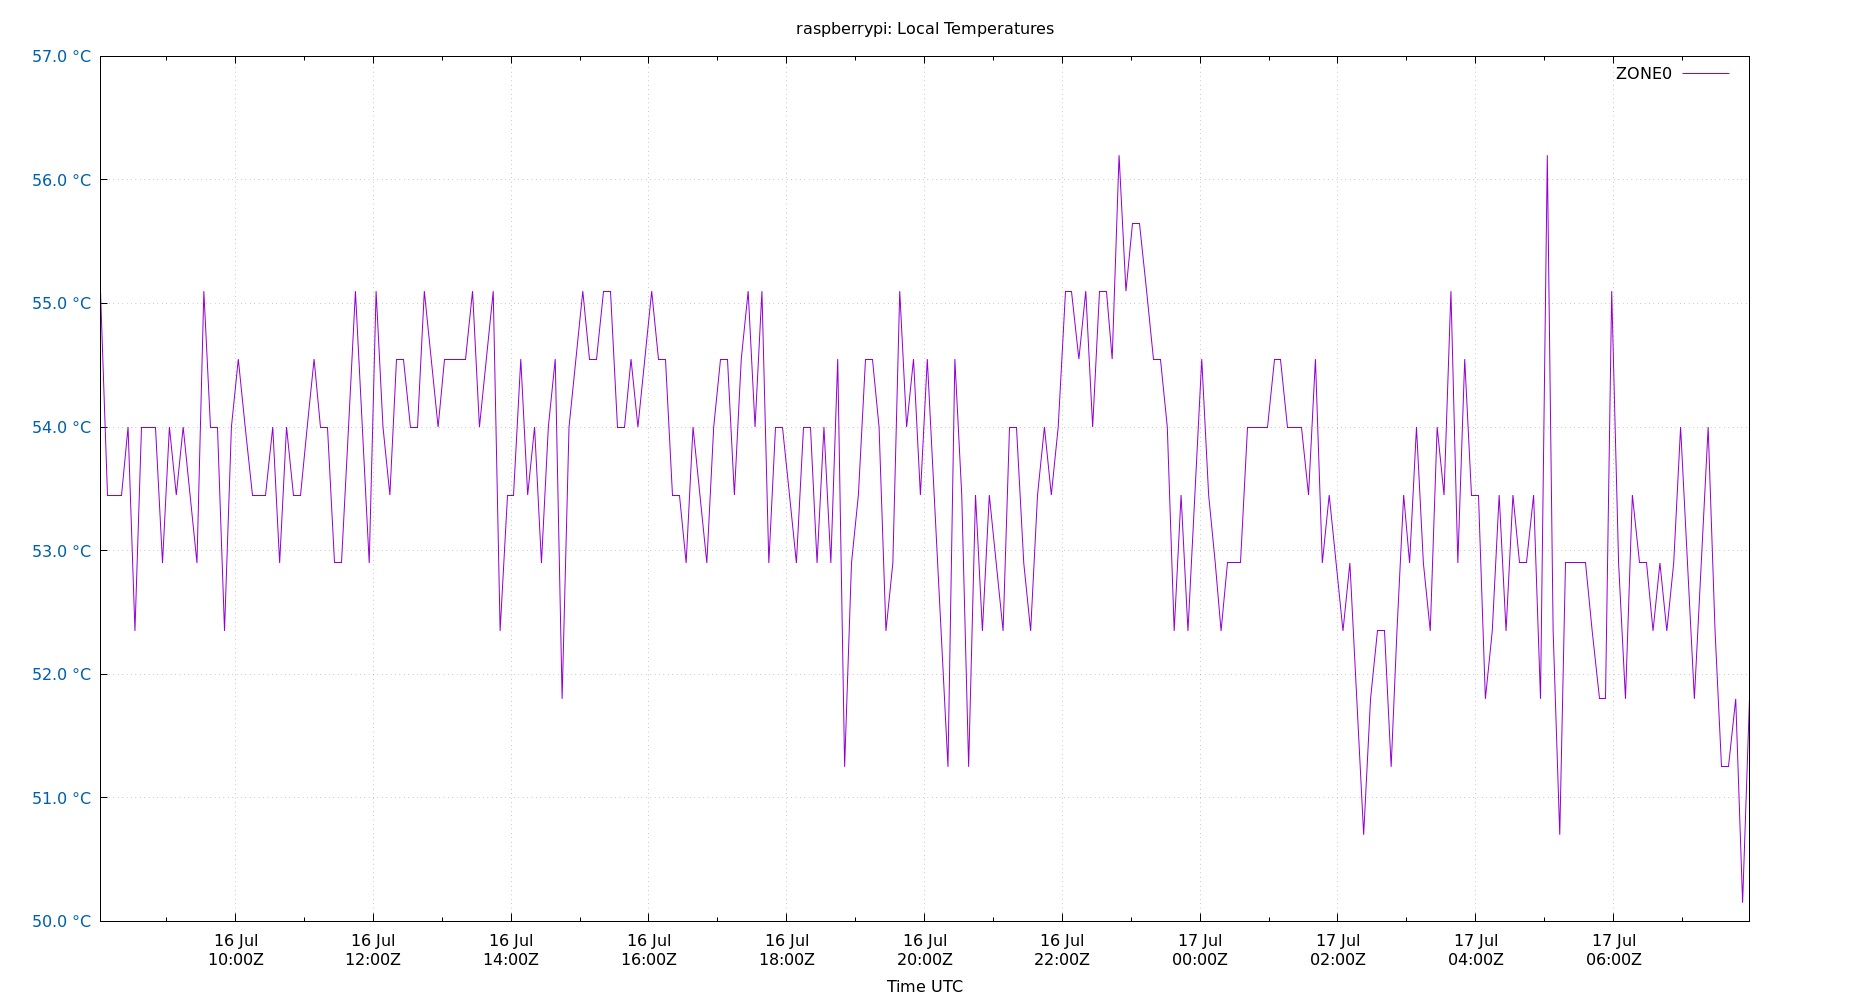 raspberrypi: Local Temperatures
57.0 °C
ZONE0
56.0 °C
55.0 °C
54.0 °C
53.0 °C
52.0 °C
51.0 °C
50.0 °C
16 Jul 16 Jul 16 Jul 16 Jul 16 Jul 16 Jul 16 Jul 17 Jul 17 Jul 17 Jul 17 Jul
10:00Z 12:00Z 14:00Z 16:00Z 18:00Z 20:00Z 22:00Z 00:00Z 02:00Z 04:00Z 06:00Z
Time UTC